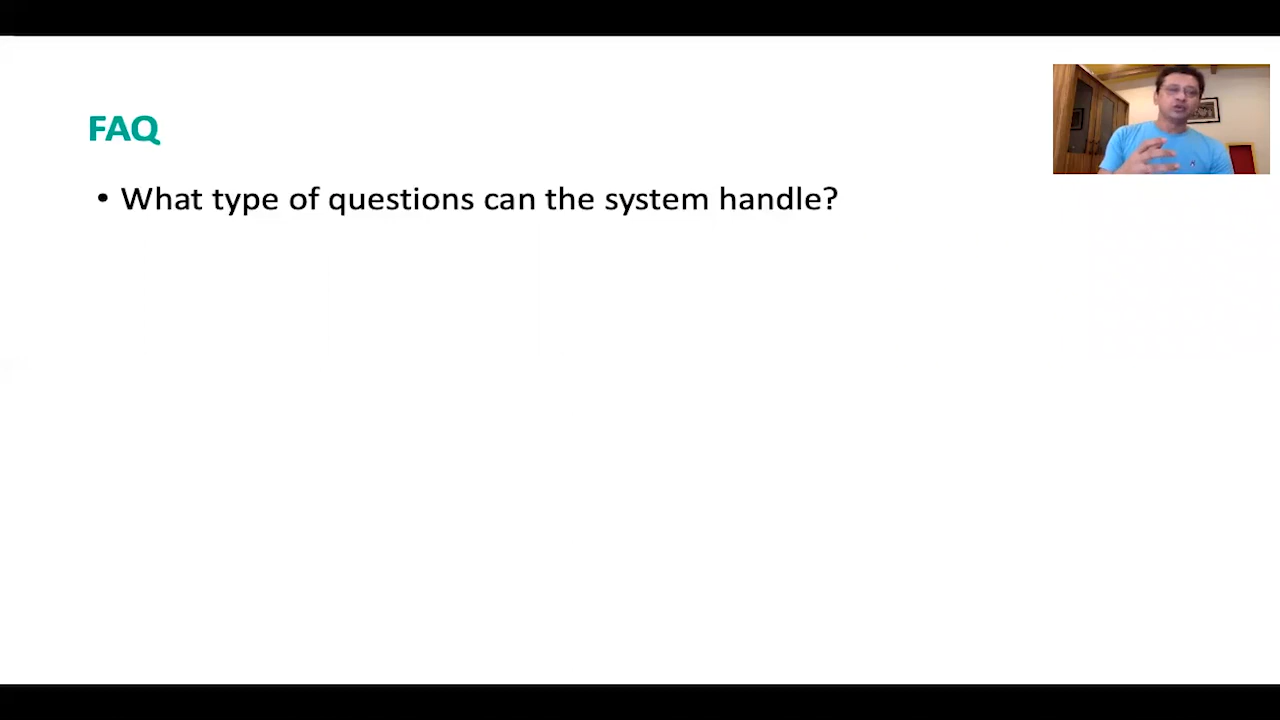 FAQ
• What type of questions can the system handle?